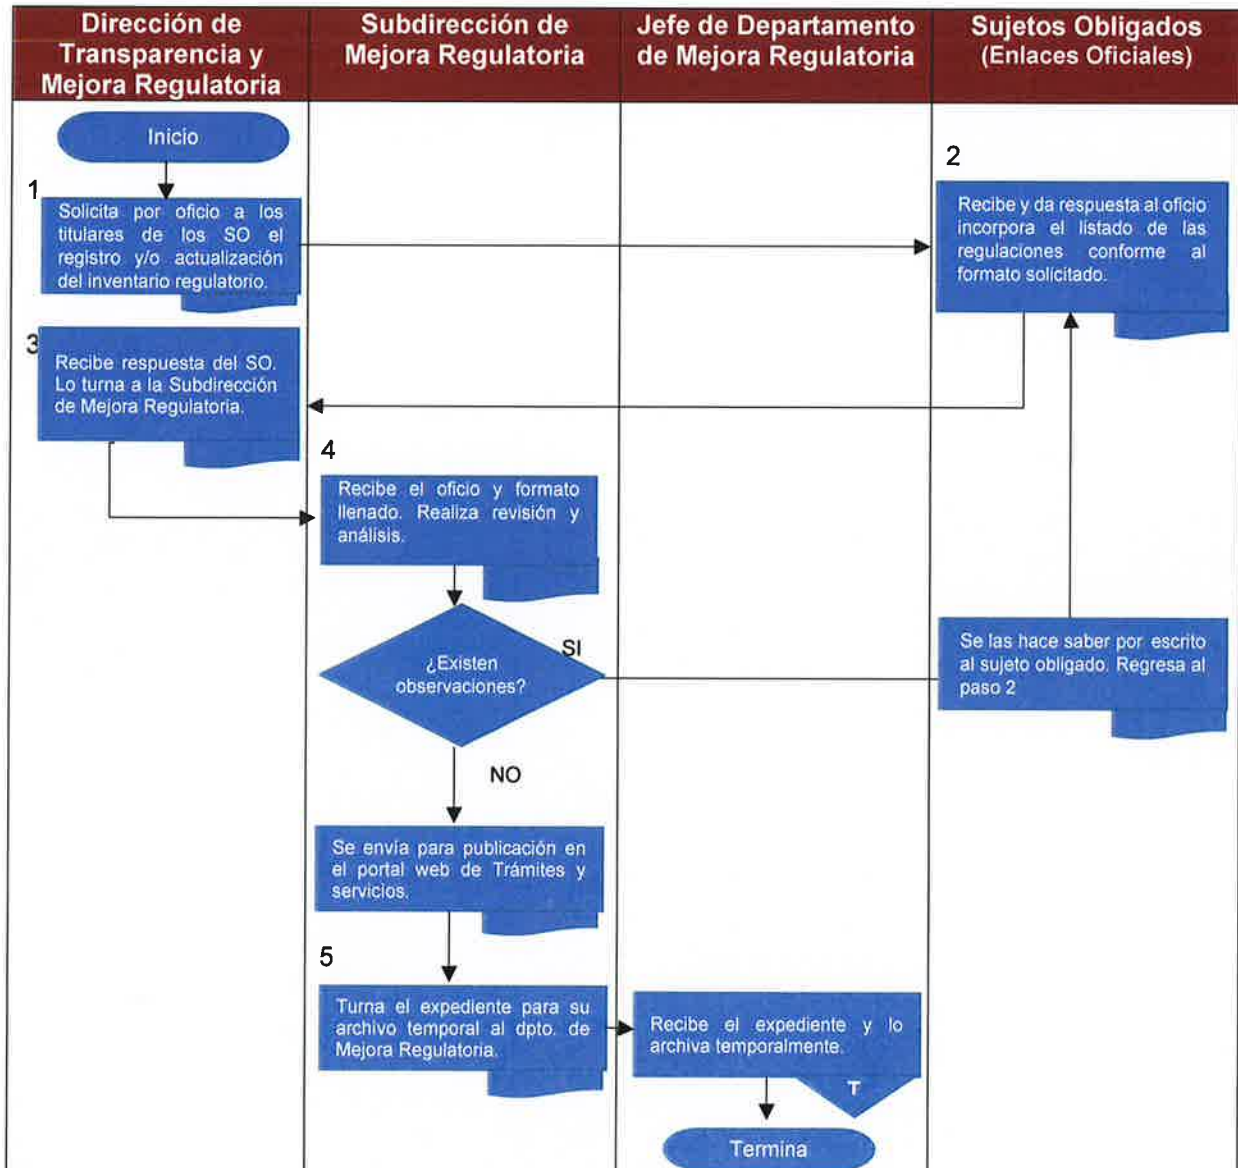 Dirección de
Transparencia y
Mejora Regulatoria
Subdirección de
Mejora Regulatoria
Jefe de Departamento
de Mejora Regulatoria
Sujetos Obligados
(Enlaces Oficiales)
Inicio
1
Solicita por oficio a los
titulares de los SO el
registro y/o actualización
del inventario regulatorio.
2
Recibe y da respuesta al oficio
incorpora el listado de las
regulaciones conforme al
formato solicitado.
3
Recibe respuesta del SO.
Lo turna a la Subdirección
de Mejora Regulatoria.
4
Recibe el oficio y formato
llenado. Realiza revisión y
análisis.
¿Existen
observaciones?
SI
Se las hace saber por escrito
al sujeto obligado. Regresa al
paso 2
NO
Se envía para publicación en
el portal web de Trámites y
servicios.
5
Turna el expediente para su
archivo temporal al dpto. de
Mejora Regulatoria.
Recibe el expediente y lo
archiva temporalmente.
T
Termina